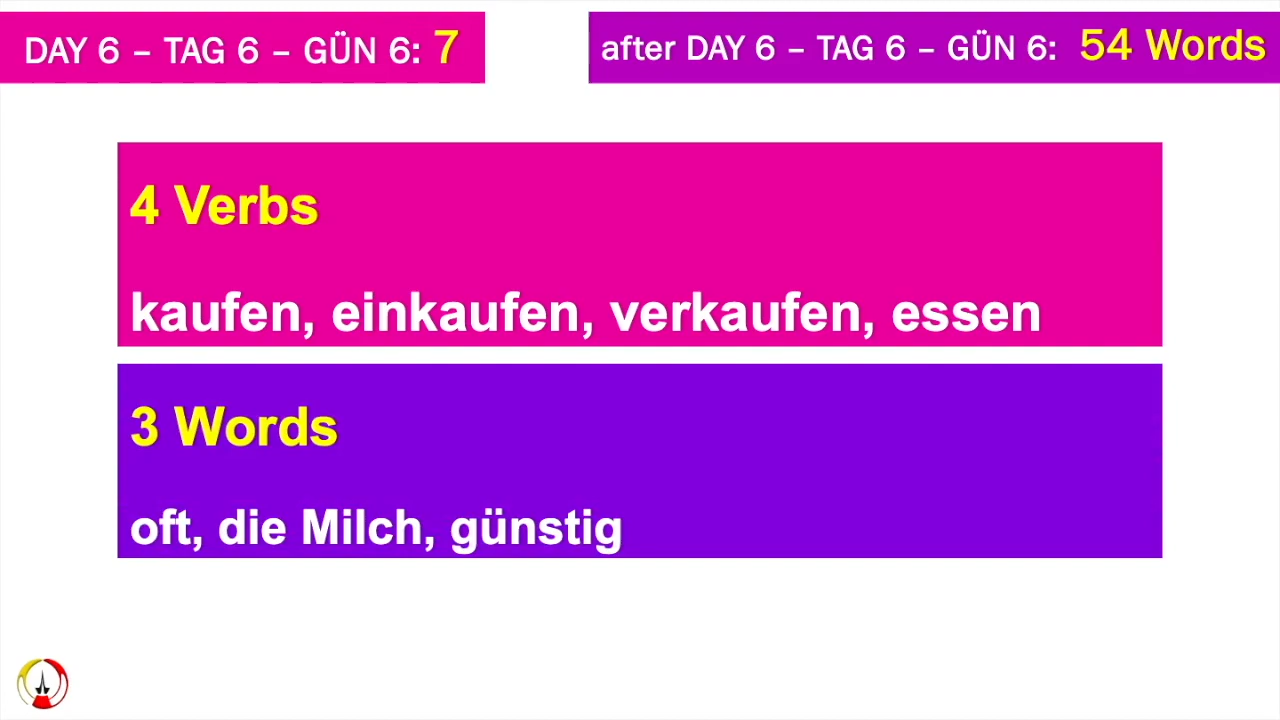 DAY 6 – TAG 6 – GÜN 6: 7
after DAY 6 – TAG 6 – GÜN 6: 54 Words
4 Verbs
kaufen, einkaufen, verkaufen, essen
3 Words
oft, die Milch, günstig